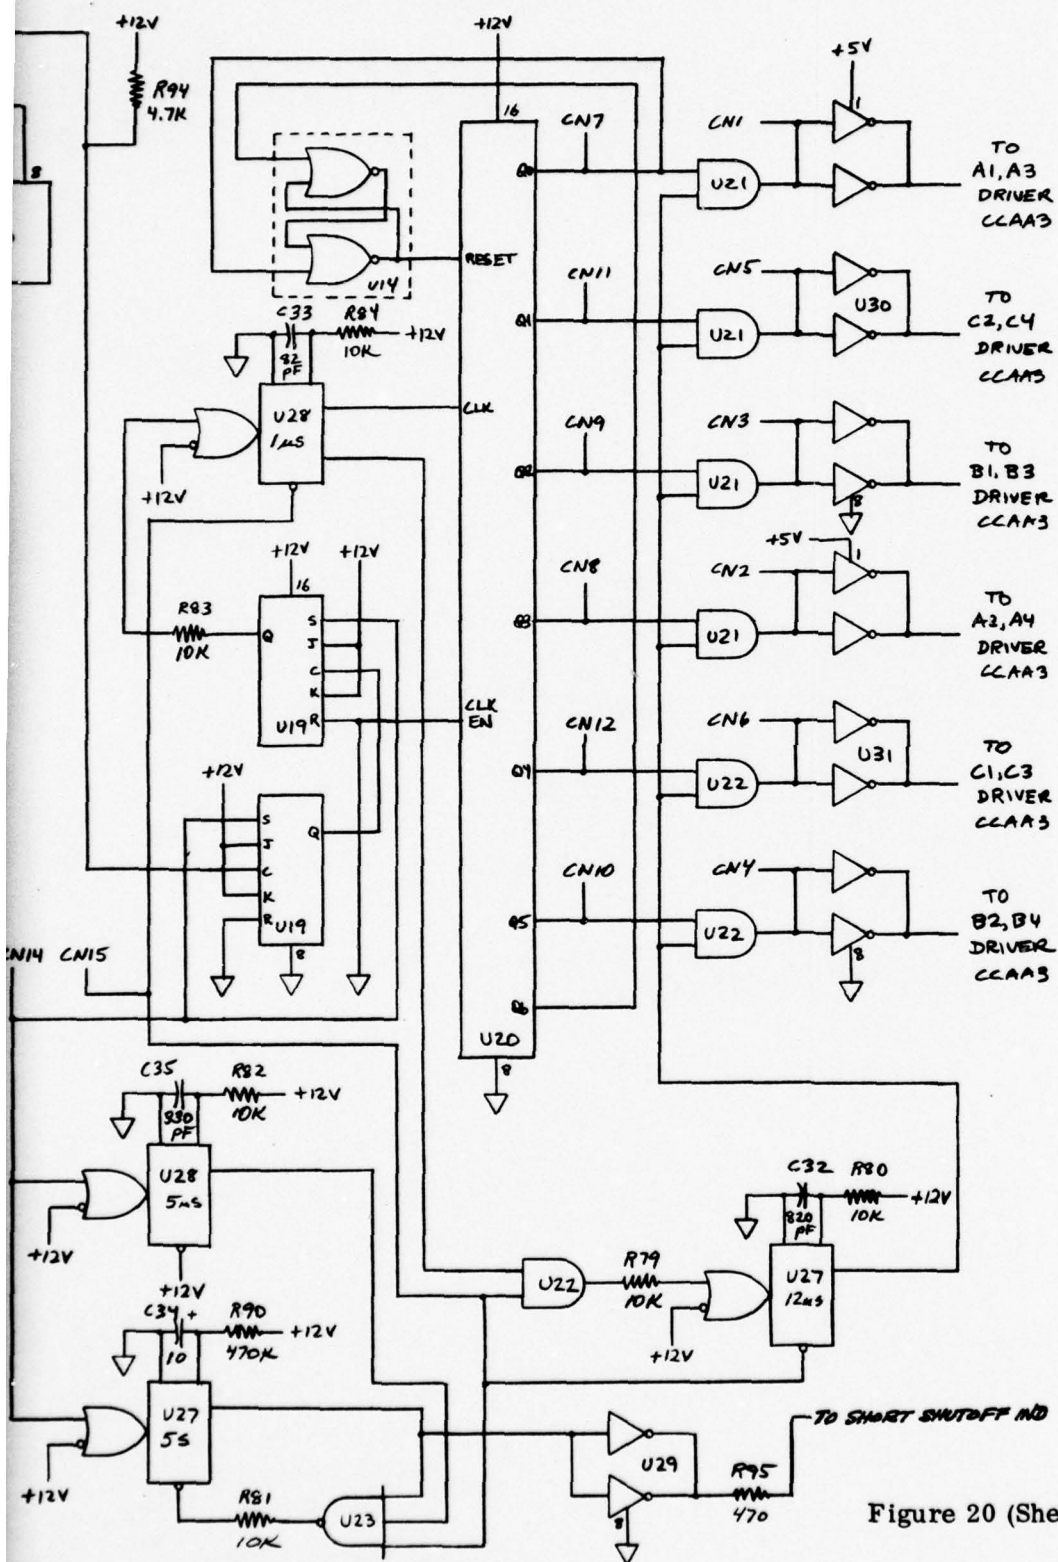 +12V
R94
4.7K
8
+12V
16
CN7
Q0
CN1
+5V
1
U21
TO
A1, A3
DRIVER
CCAA3
RESET
U14
CN11
Q1
CN5
U21
U30
TO
C2, C4
DRIVER
CCAA3
C33
82
pF
R84
10K
+12V
U28
1μS
CLK
+12V
CN9
Q2
CN3
U21
8
TO
B1, B3
DRIVER
CCAA3
+12V
16
+12V
R83
10K
Q
S
J
C
K
R
U19
CLK
EN
CN8
Q3
+5V
1
CN2
U21
TO
A2, A4
DRIVER
CCAA3
CN12
Q4
CN6
U22
U31
TO
C1, C3
DRIVER
CCAA3
+12V
S
J
C
K
R
Q
U19
8
CN10
Q5
CN4
U22
8
TO
B2, B4
DRIVER
CCAA3
CN14
CN15
Q6
U20
8
C35
330
pF
R82
10K
+12V
U28
5μS
+12V
+12V
C34
+
10
R90
470K
+12V
U27
5S
+12V
R81
10K
U23
U22
R79
10K
+12V
C32
820
pF
R80
10K
+12V
U27
12μS
U29
8
R95
470
TO SHORT SHUTOFF IND
Figure 20 (She